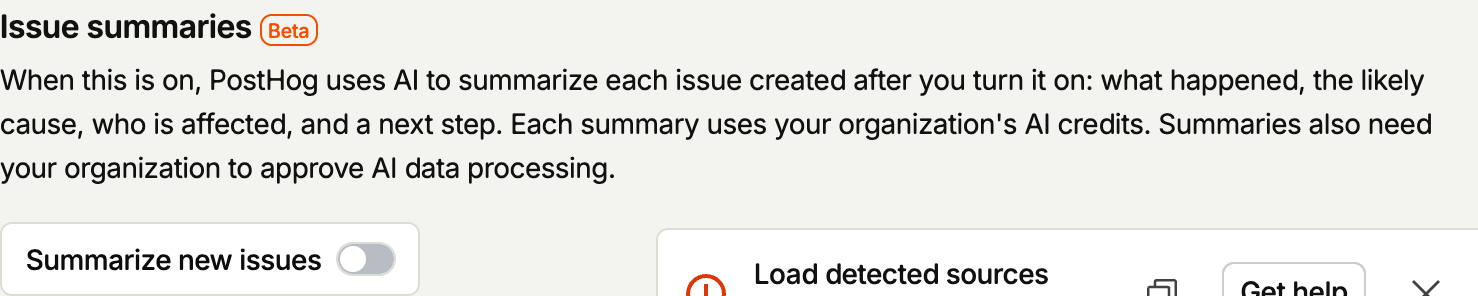 Issue summaries Beta
When this is on, PostHog uses AI to summarize each issue created after you turn it on: what happened, the likely
cause, who is affected, and a next step. Each summary uses your organization's AI credits. Summaries also need
your organization to approve AI data processing.
Summarize new issues
Load detected sources
Get help